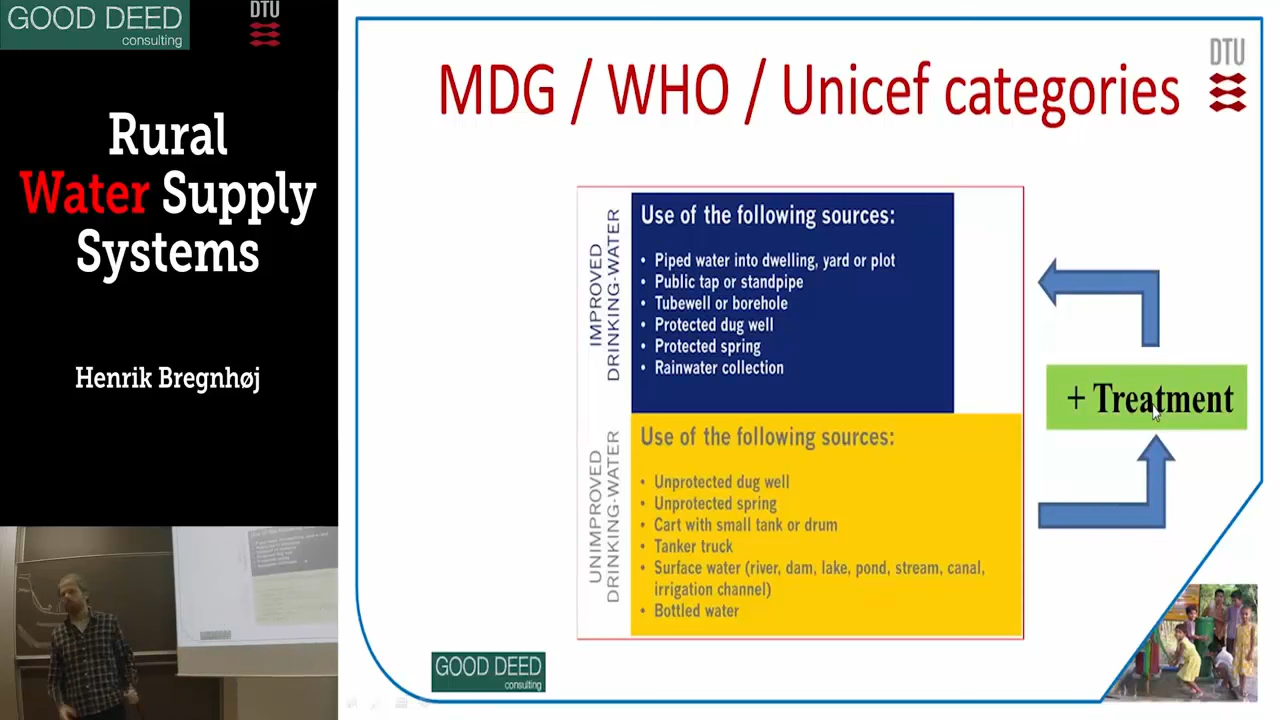 GOOD DEED
consulting
DTU
Rural
Water Supply
Systems
Henrik Bregnhøj
MDG / WHO / Unicef categories
DTU
IMPROVED
DRINKING-WATER
Use of the following sources:
• Piped water into dwelling, yard or plot
• Public tap or standpipe
• Tubewell or borehole
• Protected dug well
• Protected spring
• Rainwater collection
UNIMPROVED
DRINKING-WATER
Use of the following sources:
• Unprotected dug well
• Unprotected spring
• Cart with small tank or drum
• Tanker truck
• Surface water (river, dam, lake, pond, stream, canal,
irrigation channel)
• Bottled water
+ Treatment
GOOD DEED
consulting